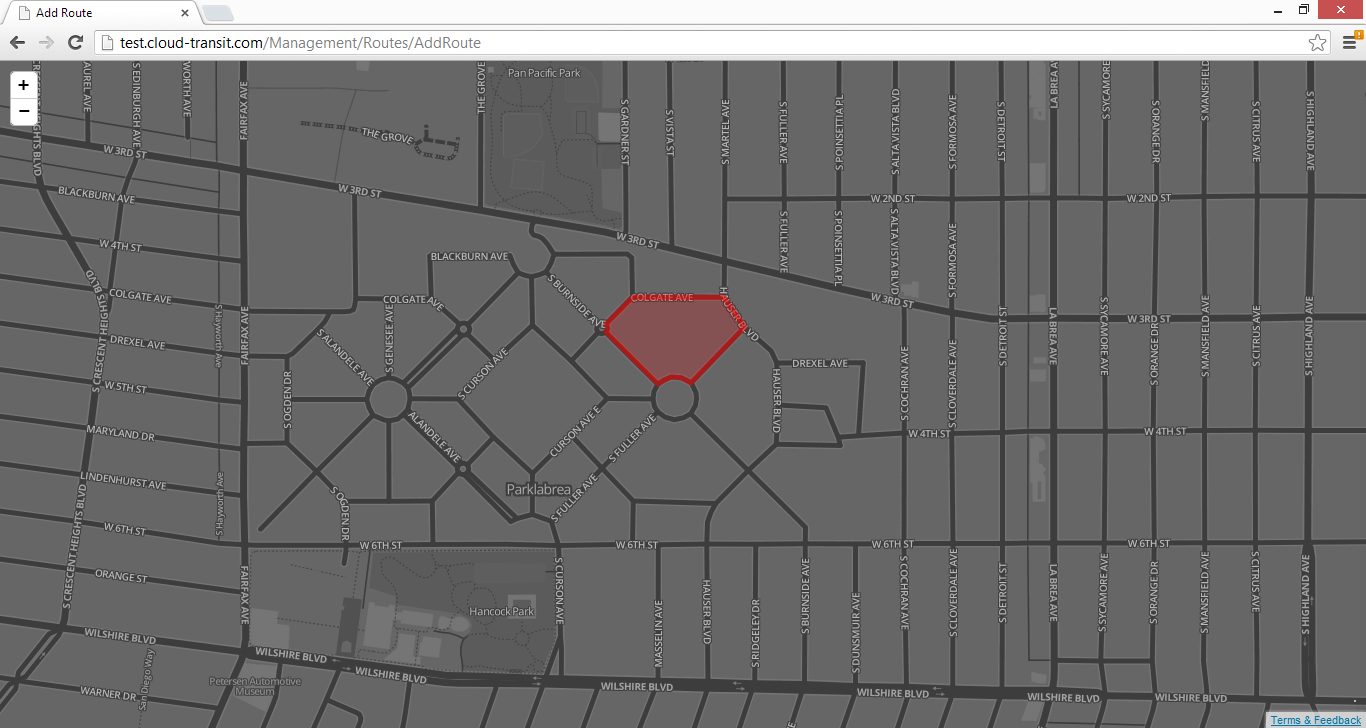 Add Route
test.cloud-transit.com/Management/Routes/AddRoute
+
−
Pan Pacific Park
THE GROVE
FAIRFAX AVE
S EDINBURGH AVE
S GARDNER ST
S VISTA ST
S MARTEL AVE
S FULLER AVE
S POINSETTIA PL
S ALTA VISTA BLVD
S FORMOSA AVE
S DETROIT ST
LA BREA AVE
S SYCAMORE
S ORANGE DR
S MANSFIELD
S CITRUS AVE
S HIGHLAND AVE
THE GROVE
W 3RD ST
W 3RD ST
BLACKBURN AVE
W 2ND ST
W 2ND ST
S FULLER AVE
S POINSETTIA PL
S ALTA VISTA BLVD
S FORMOSA AVE
W 4TH ST
W 3RD ST
BLACKBURN AVE
COLGATE AVE
COLGATE AVE
S BURNSIDE AVE
COLGATE AVE
HAUSER BLVD
W 3RD ST
W 3RD ST
S CRESCENT HEIGHTS BLVD
S Hayworth Ave
FAIRFAX AVE
S GENESEE AVE
DREXEL AVE
S ALANDELE AVE
S CURSON AVE
DREXEL AVE
S DETROIT ST
LA BREA AVE
S SYCAMORE AVE
S ORANGE DR
S MANSFIELD AVE
S CITRUS AVE
S HIGHLAND AVE
W 5TH ST
S OGDEN DR
HAUSER BLVD
S COCHRAN AVE
S CLOVERDALE AVE
MARYLAND DR
ALANDELE AVE
CURSON AVE E
S FULLER AVE
W 4TH ST
W 4TH ST
LINDENHURST AVE
S Hayworth Ave
S OGDEN DR
Parklabrea
S FULLER AVE
S CRESCENT HEIGHTS BLVD
W 6TH ST
W 6TH ST
W 6TH ST
W 6TH ST
W 6TH ST
ORANGE ST
FAIRFAX AVE
S CURSON AVE
MASSELIN AVE
HAUSER BLVD
S RIDGELEY DR
S BURNSIDE AVE
S DUNSMUIR AVE
S COCHRAN AVE
S CLOVERDALE AVE
S DETROIT ST
LA BREA AVE
S SYCAMORE AVE
S ORANGE DR
S MANSFIELD AVE
S CITRUS AVE
S HIGHLAND AVE
Hancock Park
WILSHIRE BLVD
WILSHIRE BLVD
WILSHIRE BLVD
WILSHIRE BLVD
WILSHIRE BLVD
WILSHIRE BLVD
WILSHIRE BLVD
San Diego Way
Petersen Automotive
Museum
WARNER DR
Terms & Feedback